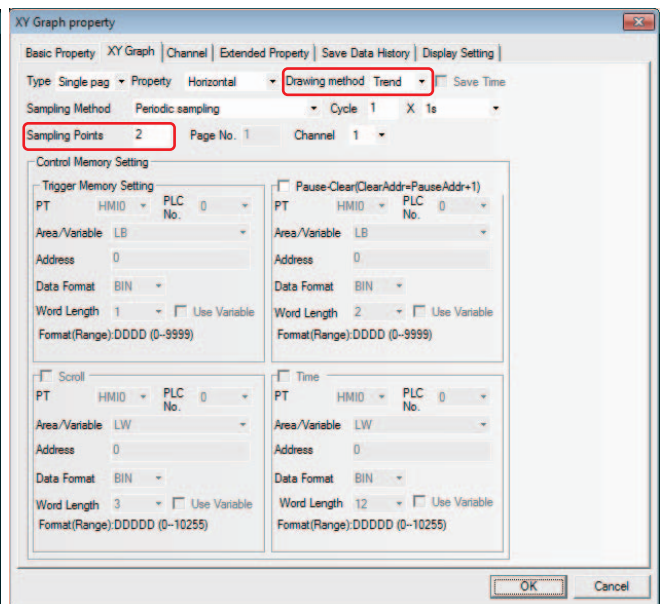 XY Graph property
Basic Property XY Graph Channel Extended Property Save Data History Display Setting
Type Single pag Property Horizontal Drawing method Trend Save Time
Sampling Method Periodic sampling Cycle 1 X 1s
Sampling Points 2 Page No. 1 Channel 1
Control Memory Setting
Trigger Memory Setting
PT HMI0 PLC No. 0
Area/Variable LB
Address 0
Data Format BIN
Word Length 1 Use Variable
Format(Range):DDDD (0--9999)
Pause-Clear(ClearAddr=PauseAddr+1)
PT HMI0 PLC No. 0
Area/Variable LB
Address 0
Data Format BIN
Word Length 2 Use Variable
Format(Range):DDDD (0--9999)
Scroll
PT HMI0 PLC No. 0
Area/Variable LW
Address 0
Data Format BIN
Word Length 3 Use Variable
Format(Range):DDDDD (0--10255)
Time
PT HMI0 PLC No. 0
Area/Variable LW
Address 0
Data Format BIN
Word Length 12 Use Variable
Format(Range):DDDDD (0--10255)
OK Cancel